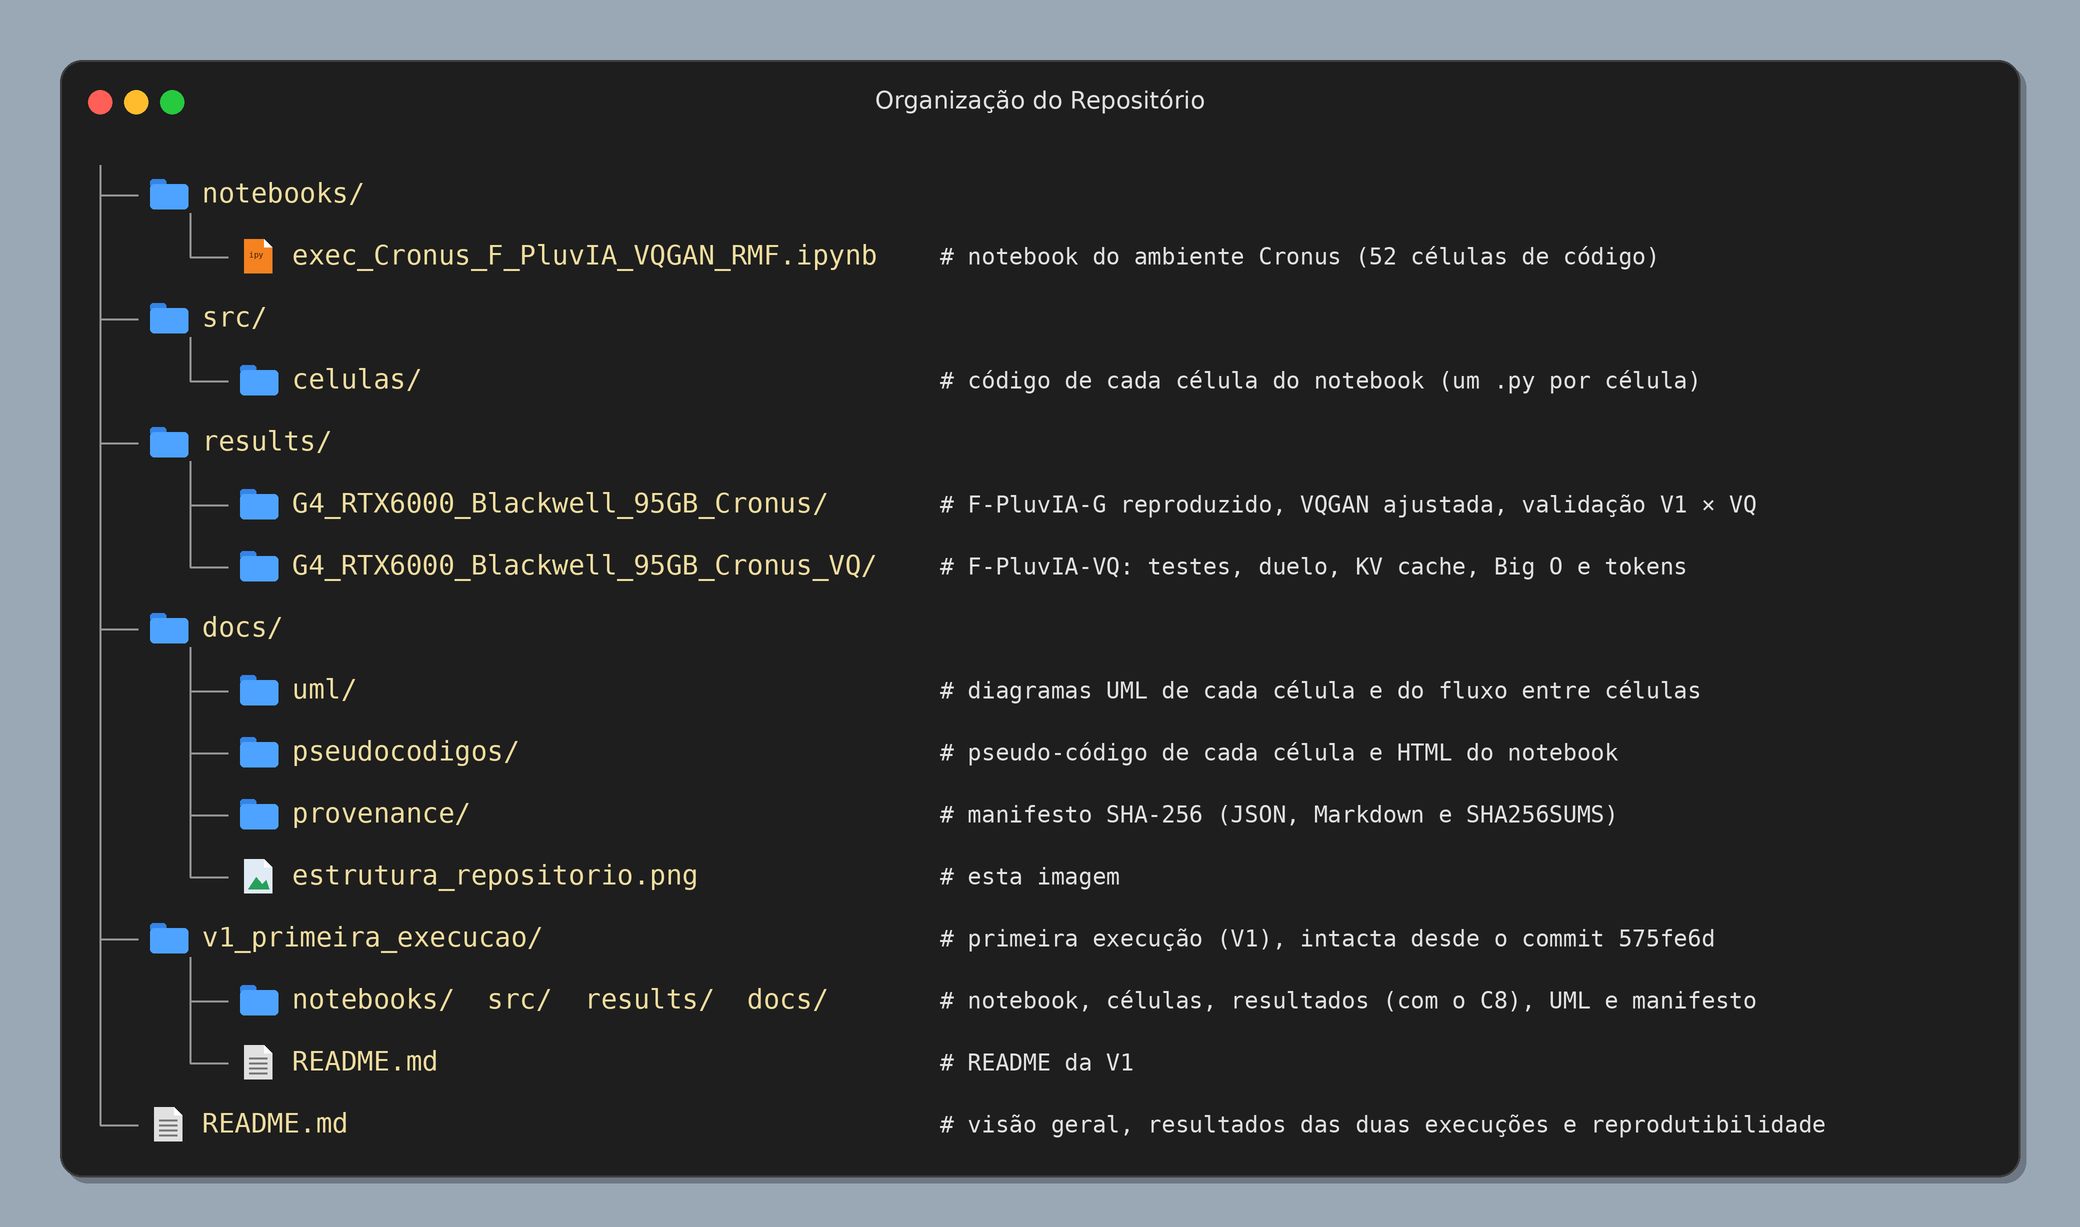 Organização do Repositório
notebooks/
ipy
exec_Cronus_F_PluvIA_VQGAN_RMF.ipynb # notebook do ambiente Cronus (52 células de código)
src/
celulas/ # código de cada célula do notebook (um .py por célula)
results/
G4_RTX6000_Blackwell_95GB_Cronus/ # F-PluvIA-G reproduzido, VQGAN ajustada, validação V1 × VQ
G4_RTX6000_Blackwell_95GB_Cronus_VQ/ # F-PluvIA-VQ: testes, duelo, KV cache, Big O e tokens
docs/
uml/ # diagramas UML de cada célula e do fluxo entre células
pseudocodigos/ # pseudo-código de cada célula e HTML do notebook
provenance/ # manifesto SHA-256 (JSON, Markdown e SHA256SUMS)
estrutura_repositorio.png # esta imagem
v1_primeira_execucao/ # primeira execução (V1), intacta desde o commit 575fe6d
notebooks/ src/ results/ docs/ # notebook, células, resultados (com o C8), UML e manifesto
README.md # README da V1
README.md # visão geral, resultados das duas execuções e reprodutibilidade